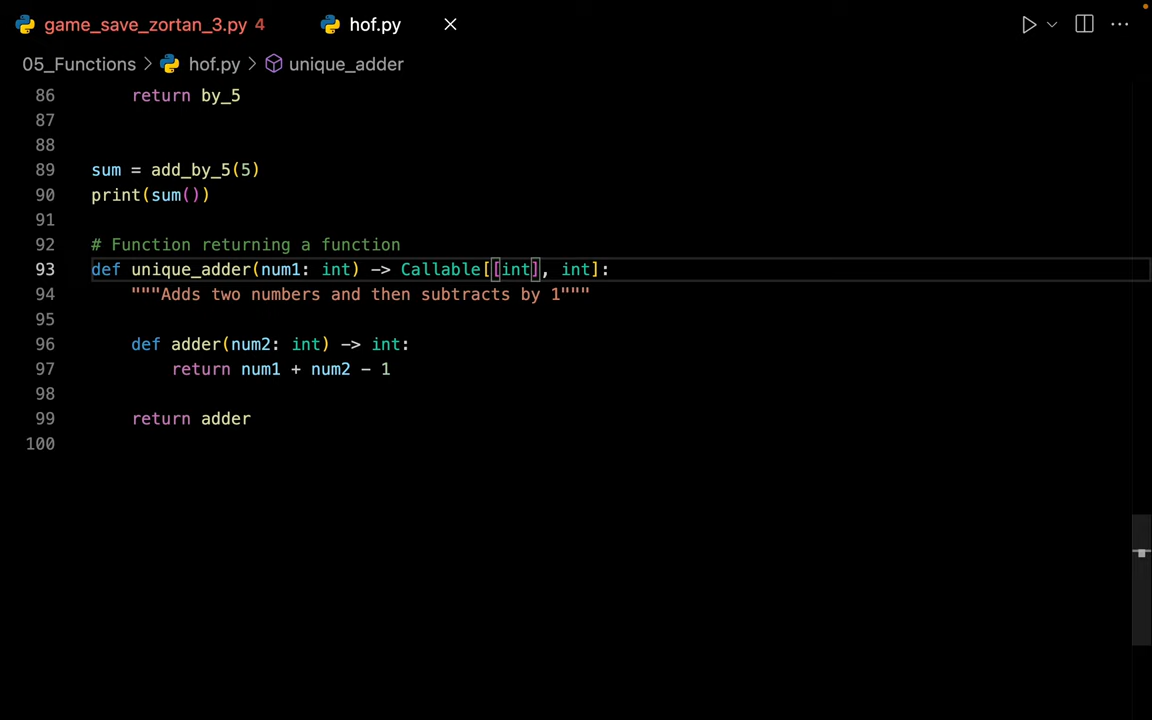 game_save_zortan_3.py 4 hof.py
05_Functions > hof.py > unique_adder
86 return by_5
87
88
89 sum = add_by_5(5)
90 print(sum())
91
92 # Function returning a function
93 def unique_adder(num1: int) -> Callable[[int], int]:
94 """Adds two numbers and then subtracts by 1"""
95
96 def adder(num2: int) -> int:
97 return num1 + num2 - 1
98
99 return adder
100